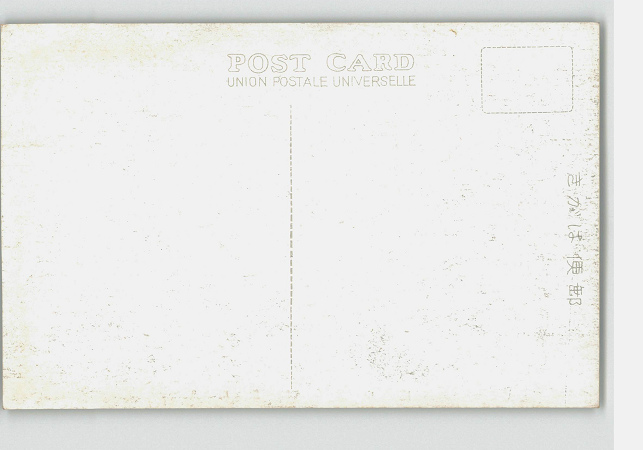 POST CARD
UNION POSTALE UNIVERSELLE
郵便はがき